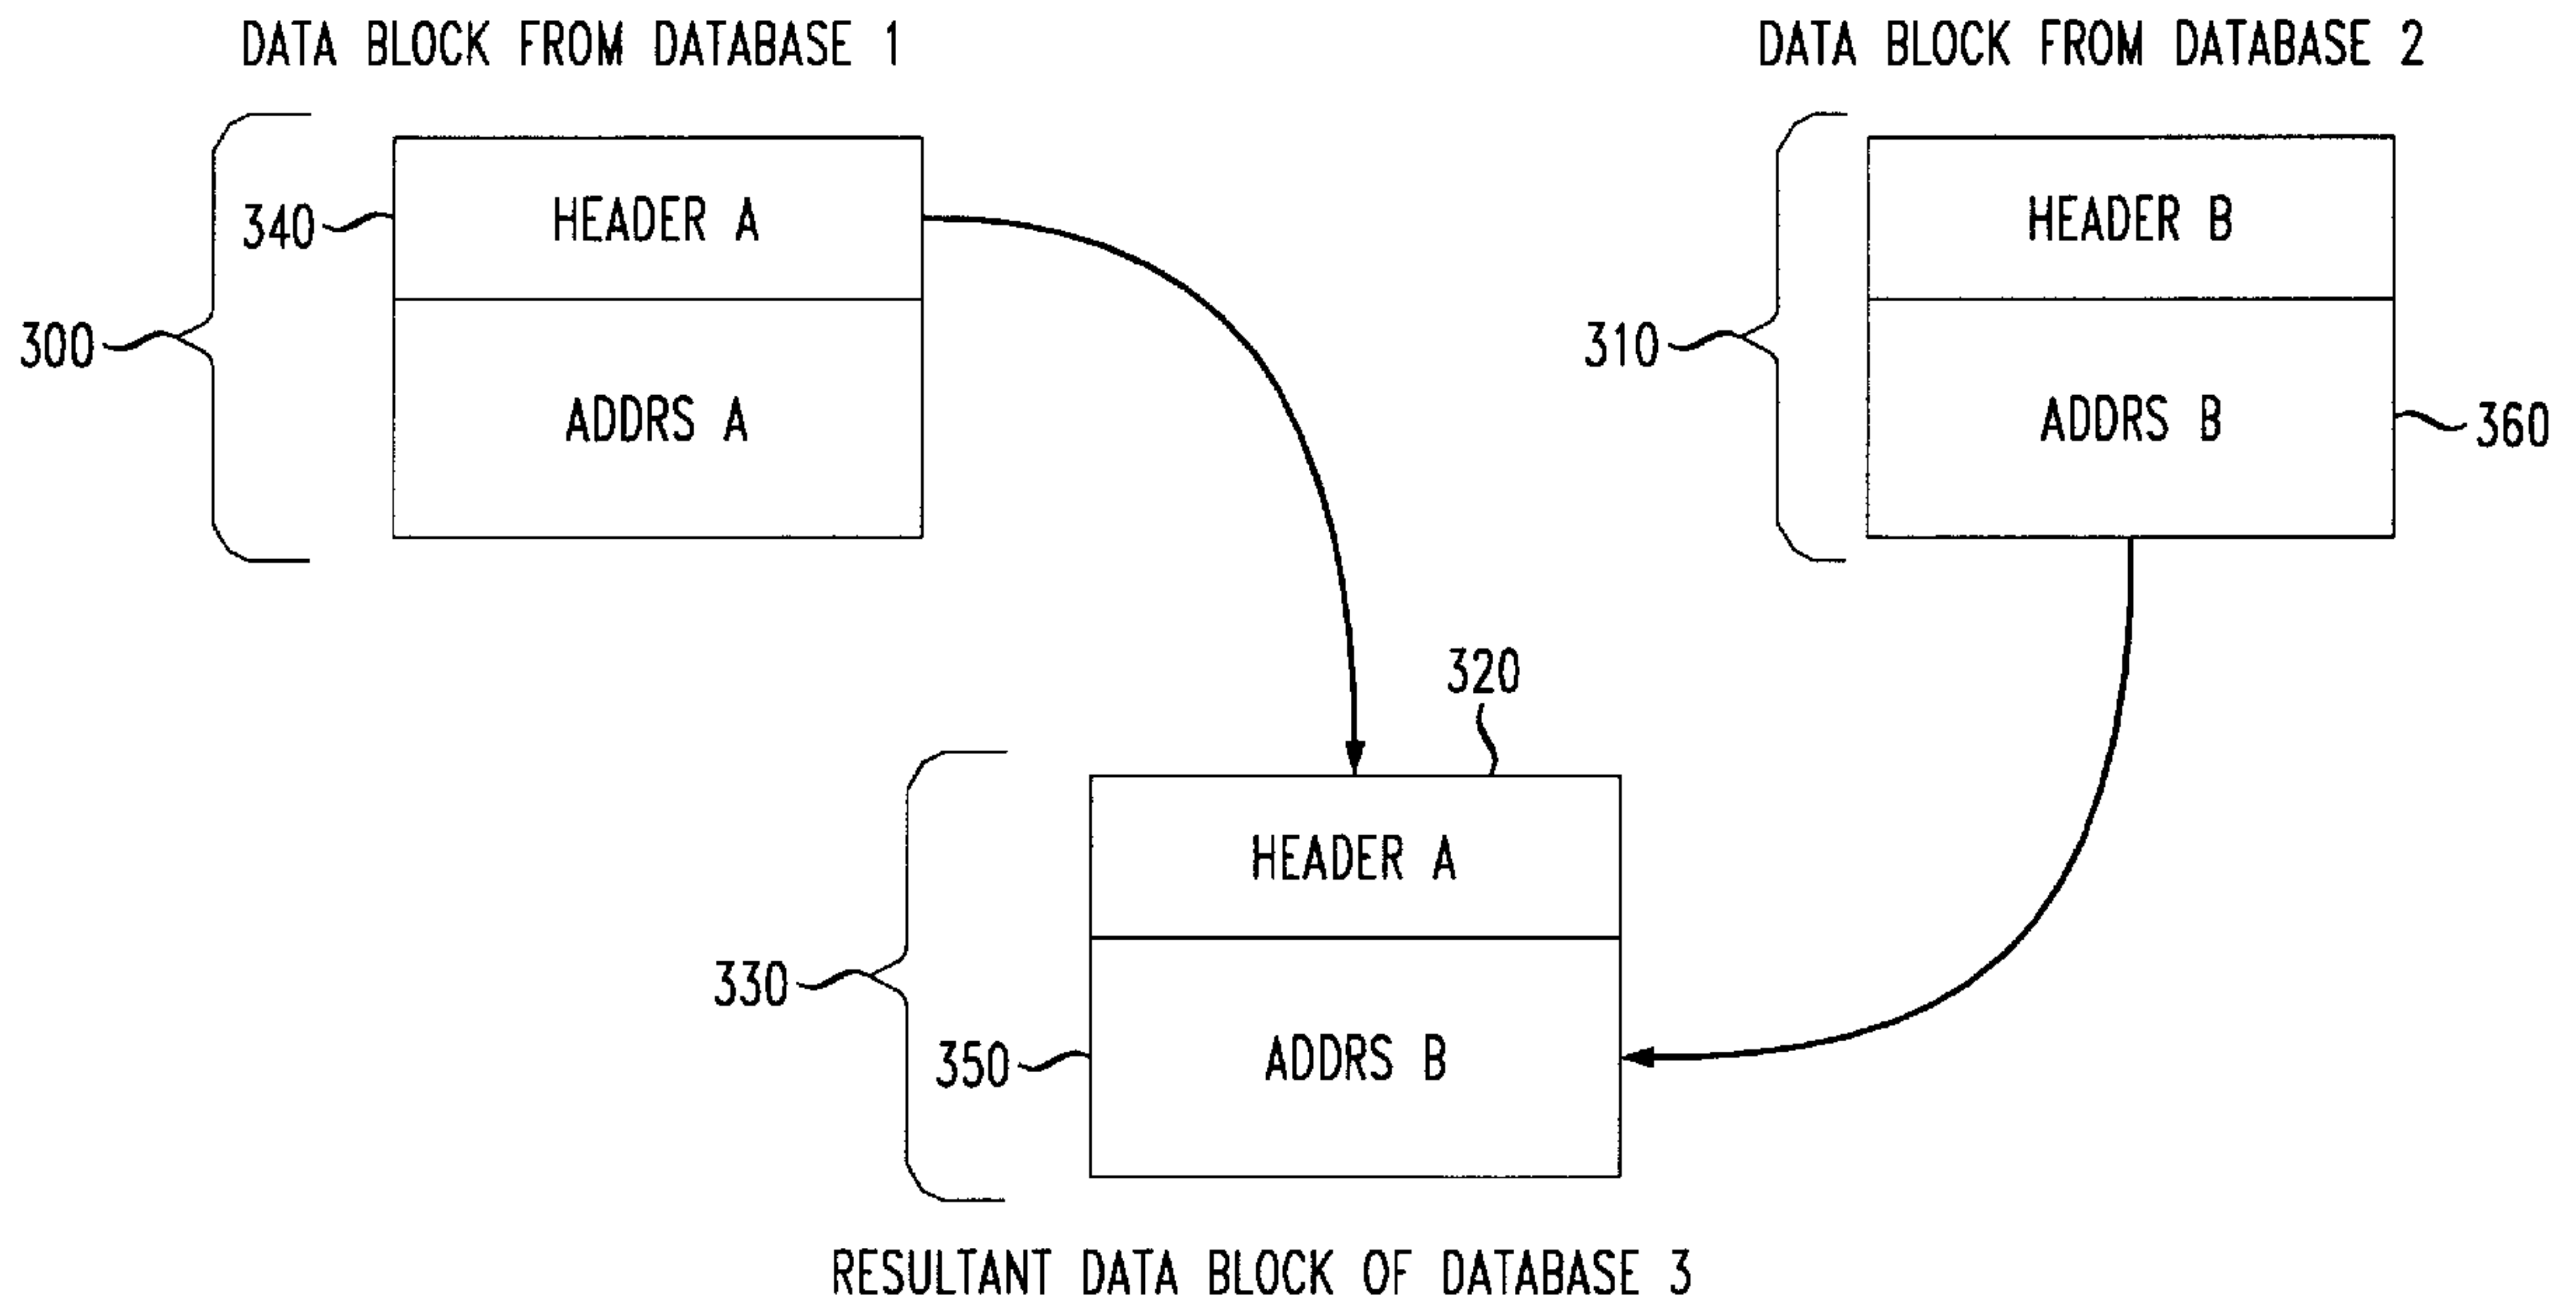 DATA BLOCK FROM DATABASE 1
DATA BLOCK FROM DATABASE 2
340
HEADER A
300
ADDRS A
HEADER B
310
ADDRS B
360
320
HEADER A
330
350
ADDRS B
RESULTANT DATA BLOCK OF DATABASE 3